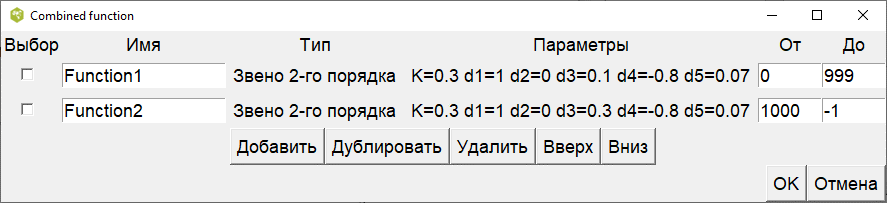 Combined function
Выбор Имя Тип Параметры От До
Function1 Звено 2-го порядка K=0.3 d1=1 d2=0 d3=0.1 d4=-0.8 d5=0.07 0 999
Function2 Звено 2-го порядка K=0.3 d1=1 d2=0 d3=0.3 d4=-0.8 d5=0.07 1000 -1
Добавить Дублировать Удалить Вверх Вниз
OK Отмена